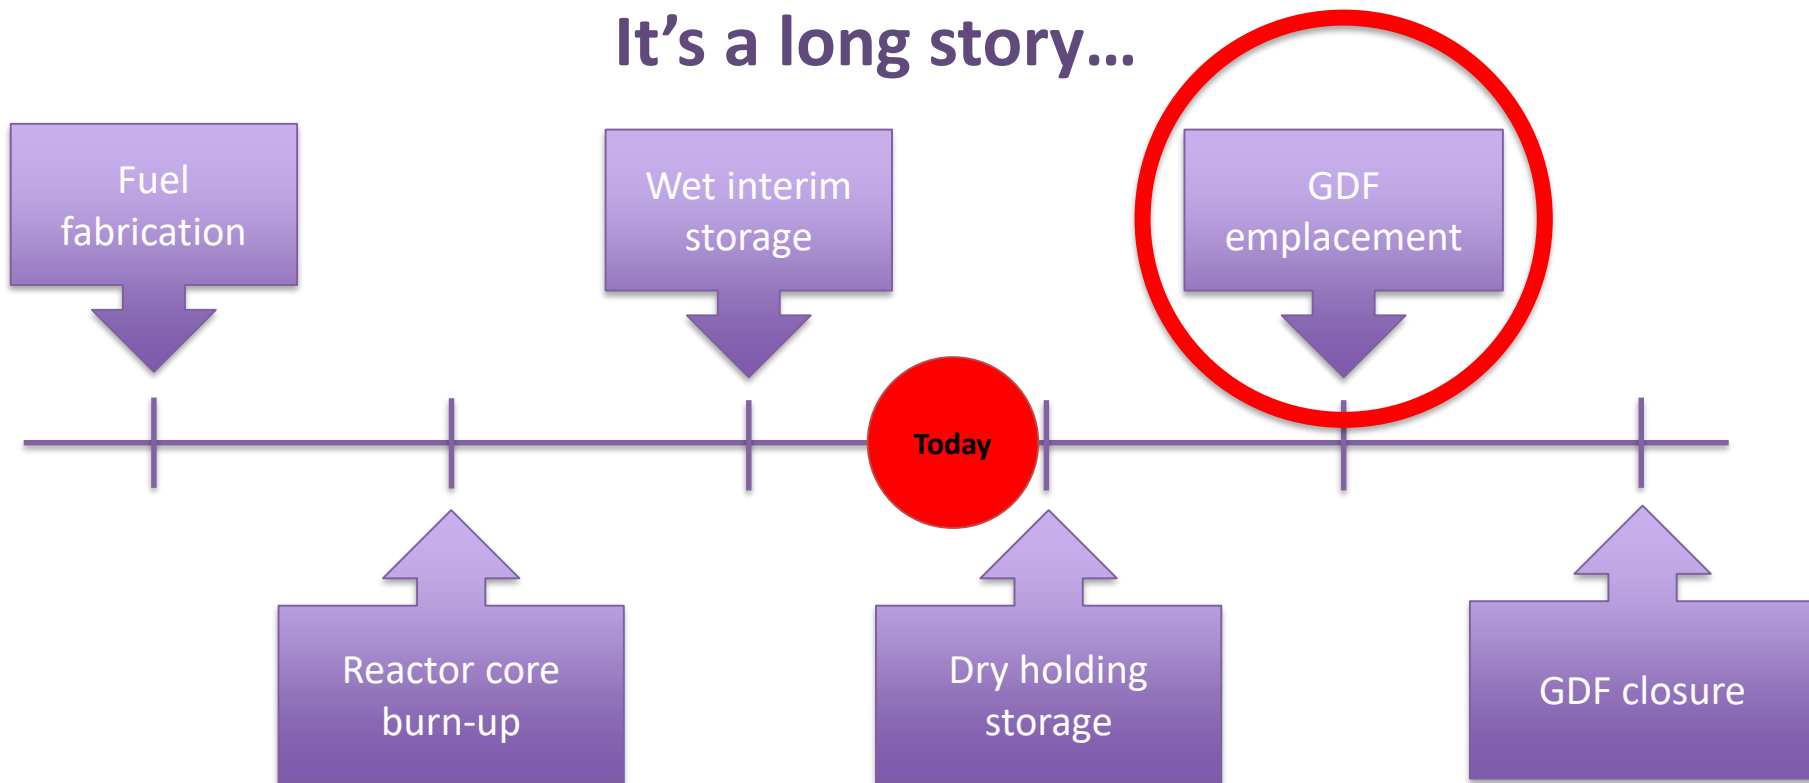 It’s a long story…
Fuel
fabrication
Wet interim
storage
GDF
emplacement
Today
Reactor core
burn-up
Dry holding
storage
GDF closure